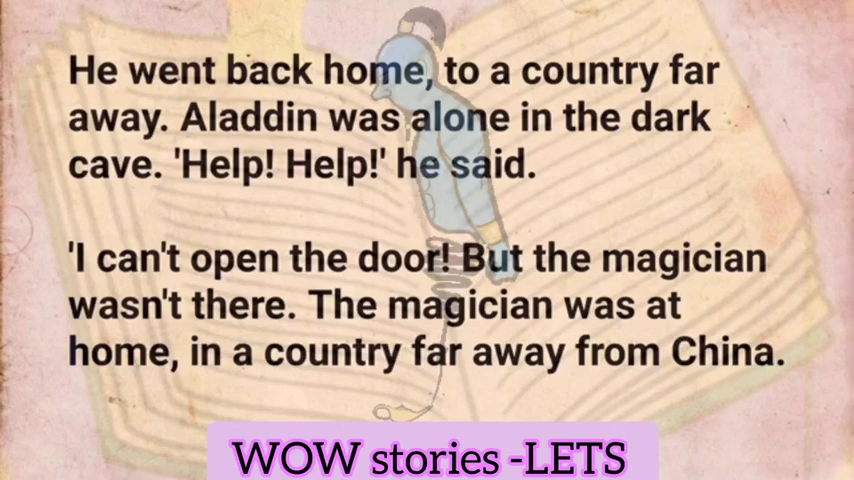 He went back home, to a country far
away. Aladdin was alone in the dark
cave. 'Help! Help!' he said.
'I can't open the door! But the magician
wasn't there. The magician was at
home, in a country far away from China.
WOW stories -LETS